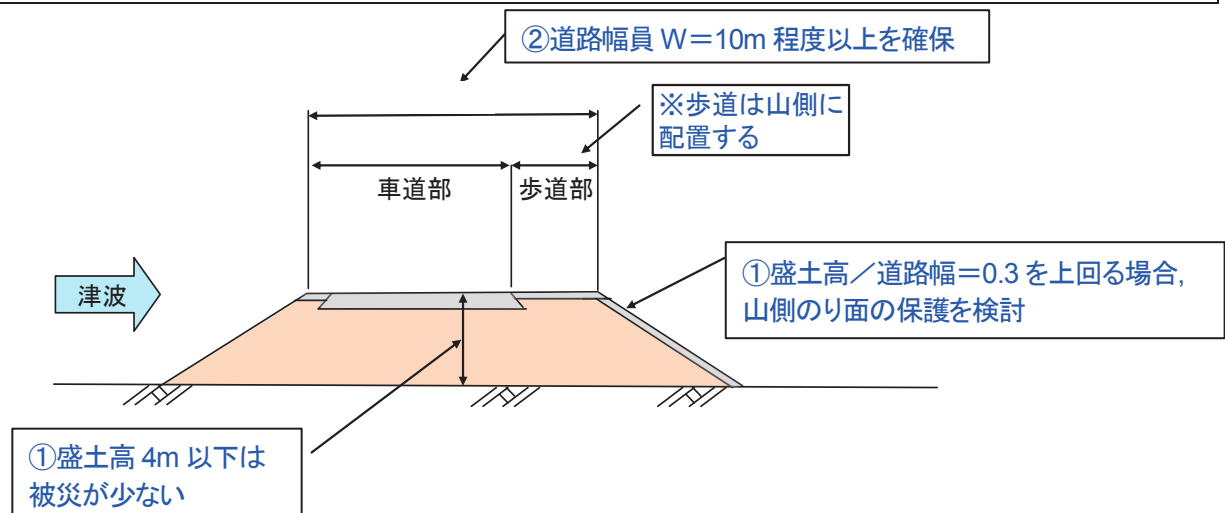 ②道路幅員 W＝10m 程度以上を確保
※歩道は山側に
配置する
車道部
歩道部
津波
①盛土高／道路幅＝0.3 を上回る場合,
山側のり面の保護を検討
①盛土高 4m 以下は
被災が少ない